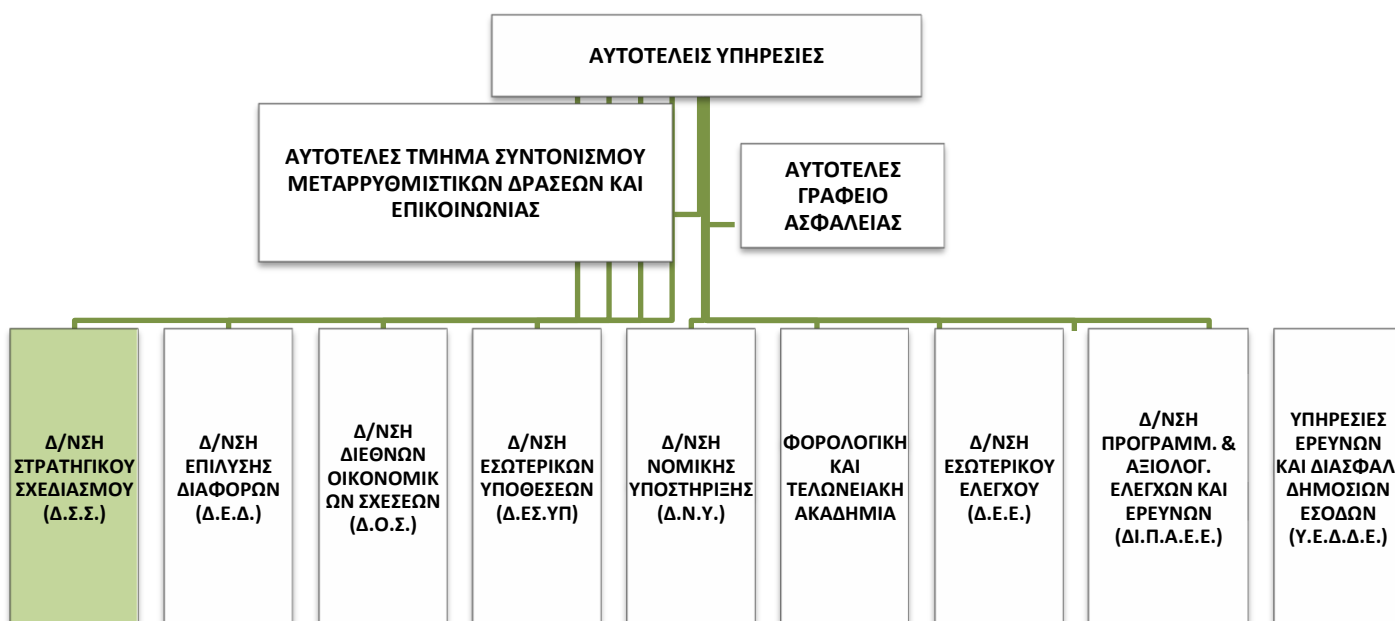 ΑΥΤΟΤΕΛΕΙΣ ΥΠΗΡΕΣΙΕΣ
ΑΥΤΟΤΕΛΕΣ ΤΜΗΜΑ ΣΥΝΤΟΝΙΣΜΟΥ
ΜΕΤΑΡΡΥΘΜΙΣΤΙΚΩΝ ΔΡΑΣΕΩΝ ΚΑΙ
ΕΠΙΚΟΙΝΩΝΙΑΣ
ΑΥΤΟΤΕΛΕΣ
ΓΡΑΦΕΙΟ
ΑΣΦΑΛΕΙΑΣ
Δ/ΝΣΗ
ΣΤΡΑΤΗΓΙΚΟΥ
ΣΧΕΔΙΑΣΜΟΥ
(Δ.Σ.Σ.)
Δ/ΝΣΗ
ΕΠΙΛΥΣΗΣ
ΔΙΑΦΟΡΩΝ
(Δ.Ε.Δ.)
Δ/ΝΣΗ
ΔΙΕΘΝΩΝ
ΟΙΚΟΝΟΜΙΚ
ΩΝ ΣΧΕΣΕΩΝ
(Δ.Ο.Σ.)
Δ/ΝΣΗ
ΕΣΩΤΕΡΙΚΩΝ
ΥΠΟΘΕΣΕΩΝ
(Δ.ΕΣ.ΥΠ)
Δ/ΝΣΗ
ΝΟΜΙΚΗΣ
ΥΠΟΣΤΗΡΙΞΗΣ
(Δ.Ν.Υ.)
ΦΟΡΟΛΟΓΙΚΗ
ΚΑΙ
ΤΕΛΩΝΕΙΑΚΗ
ΑΚΑΔΗΜΙΑ
Δ/ΝΣΗ
ΕΣΩΤΕΡΙΚΟΥ
ΕΛΕΓΧΟΥ
(Δ.Ε.Ε.)
Δ/ΝΣΗ
ΠΡΟΓΡΑΜΜ. &
ΑΞΙΟΛΟΓ.
ΕΛΕΓΧΩΝ ΚΑΙ
ΕΡΕΥΝΩΝ
(ΔΙ.Π.Α.Ε.Ε.)
ΥΠΗΡΕΣΙΕΣ
ΕΡΕΥΝΩΝ
ΚΑΙ ΔΙΑΣΦΑΛ
ΔΗΜΟΣΙΩΝ
ΕΣΟΔΩΝ
(Υ.Ε.Δ.Δ.Ε.)